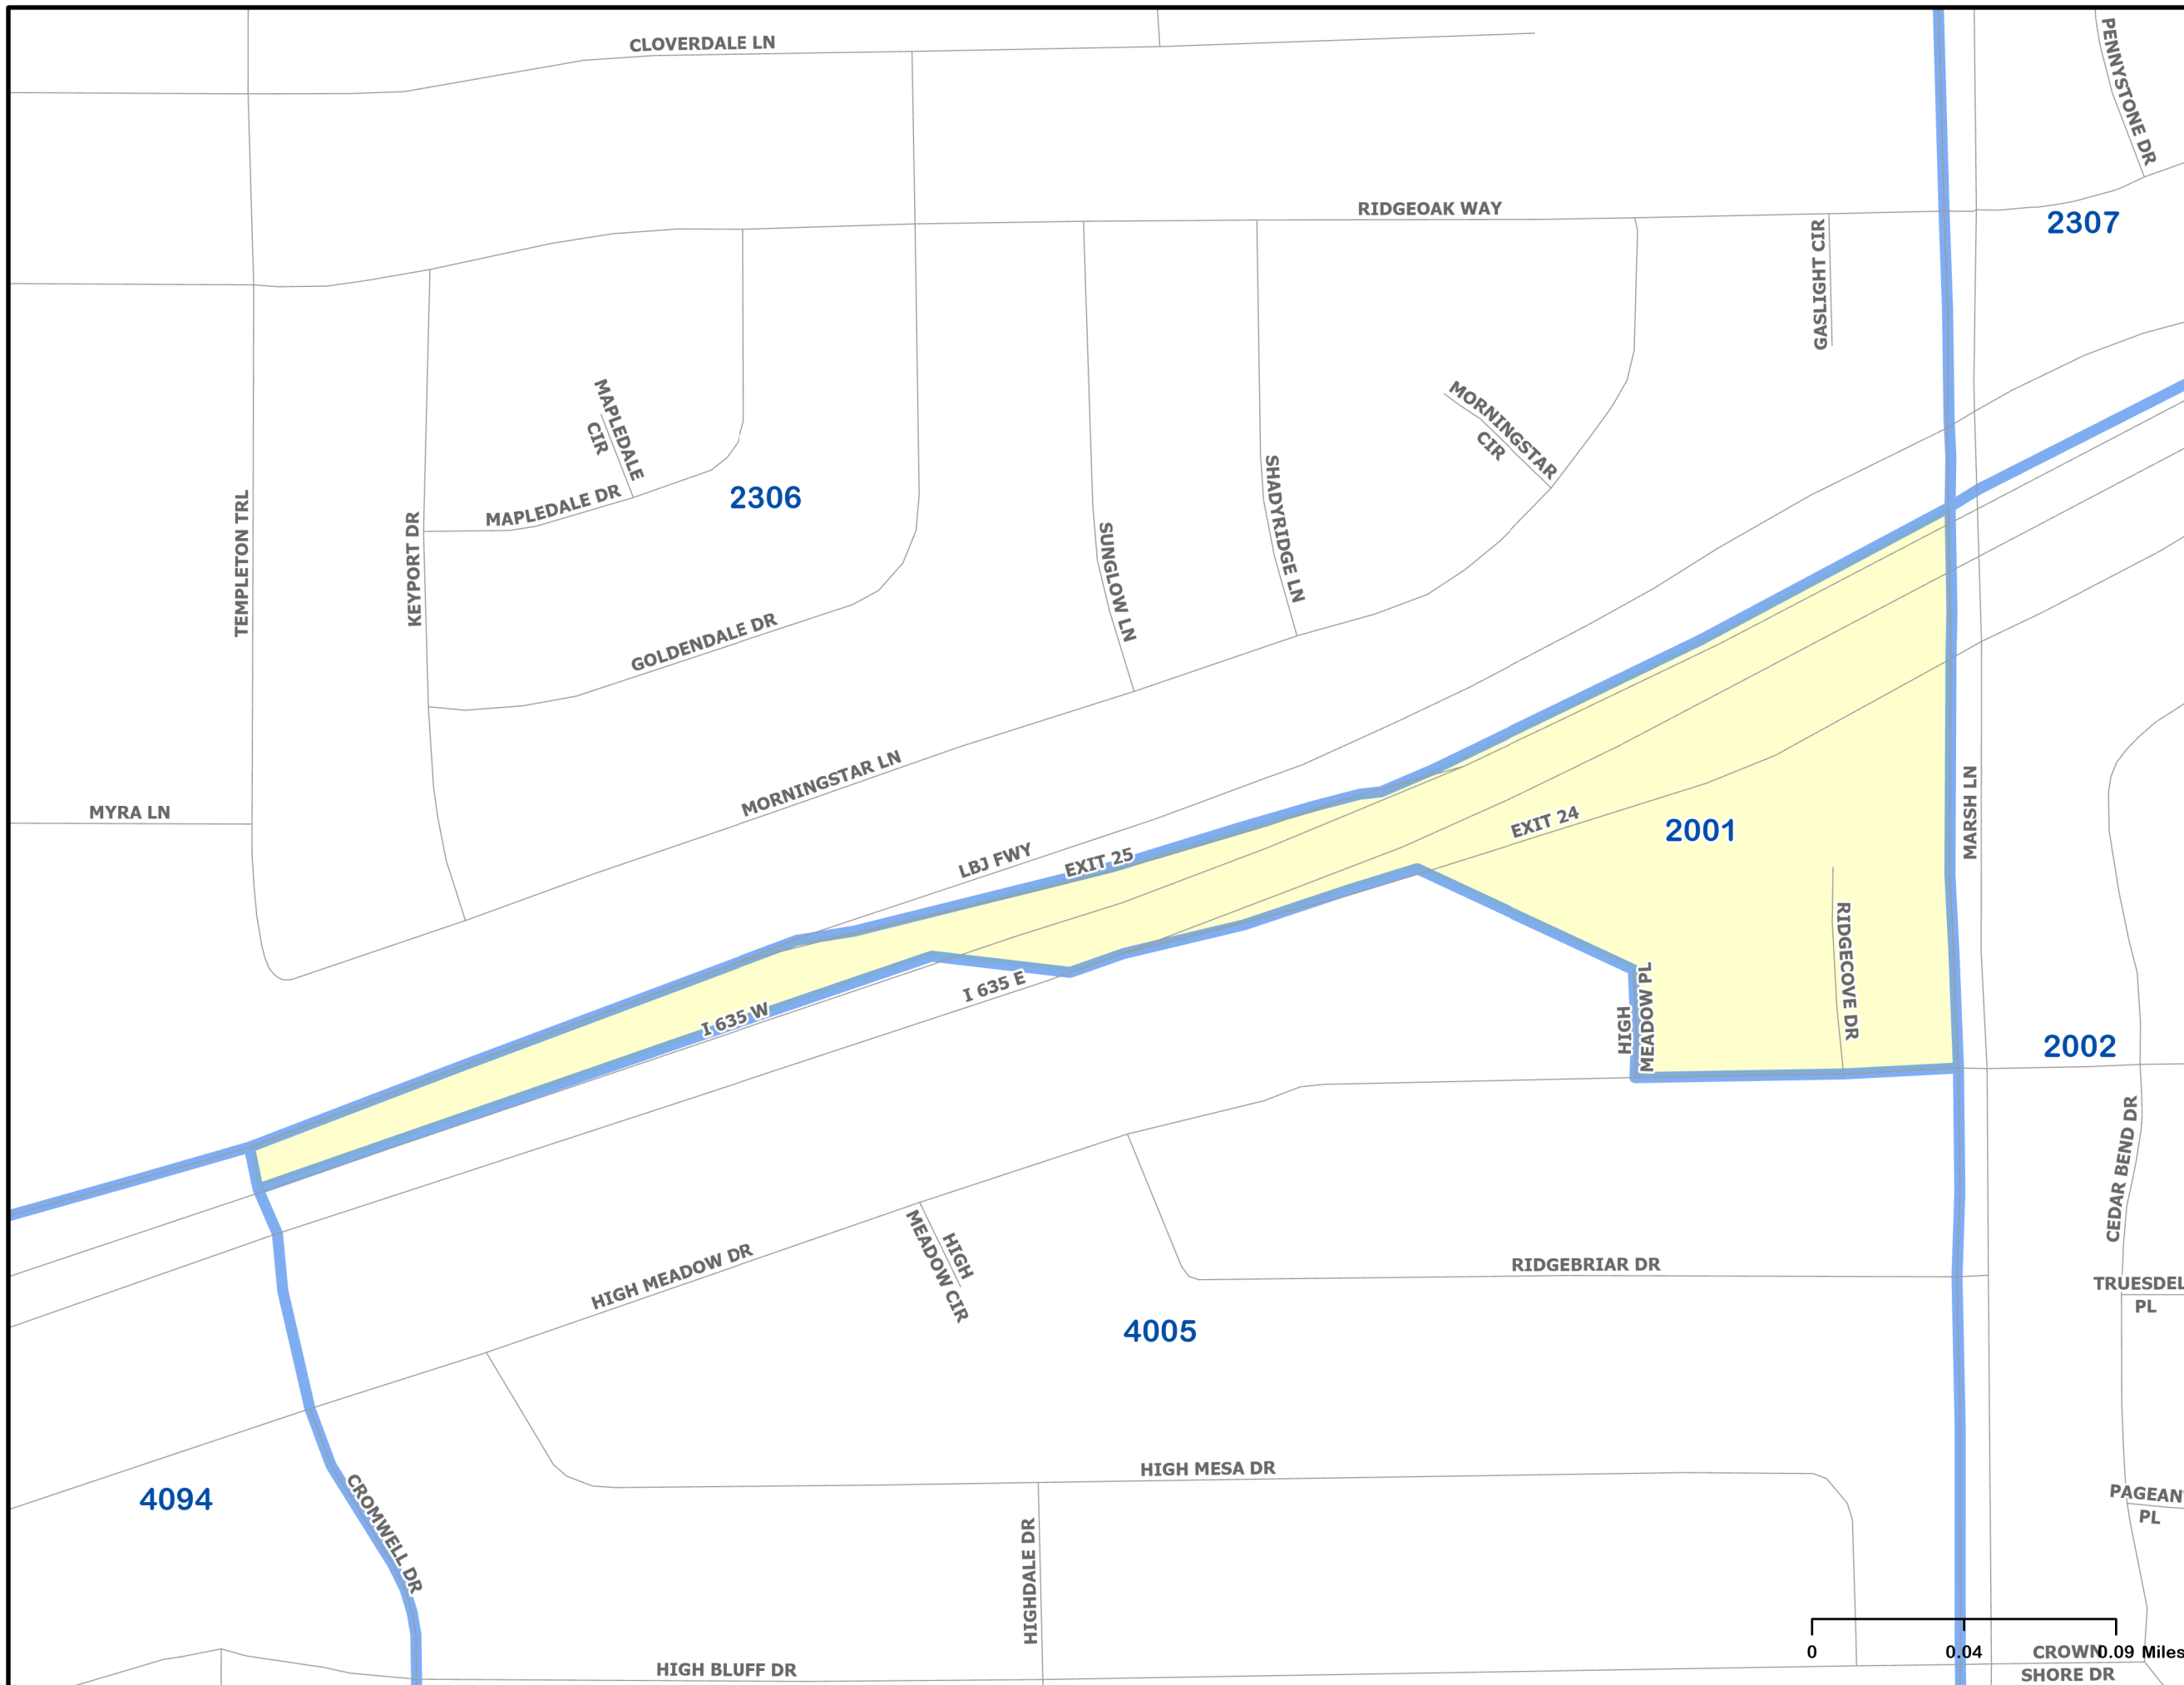 CLOVERDALE LN
PENNYSTONE DR
RIDGEOAK WAY
2307
GASLIGHT CIR
MAPLEDALE
CIR
MORNINGSTAR
CIR
MAPLEDALE DR
2306
TEMPLETON TRL
KEYPORT DR
SUNGLOW LN
SHADYRIDGE LN
GOLDENDALE DR
MORNINGSTAR LN
MYRA LN
LBJ FWY
EXIT 25
EXIT 24
2001
MARSH LN
I 635 W
I 635 E
HIGH
MEADOW PL
RIDGECOVE DR
2002
CEDAR BEND DR
HIGH MEADOW DR
HIGH
MEADOW CIR
RIDGEBRIAR DR
TRUESDEL
PL
4005
4094
CROMWELL DR
HIGH MESA DR
PAGEAN
PL
HIGHDALE DR
HIGH BLUFF DR
0 0.04 0.09 Miles
CROWN
SHORE DR